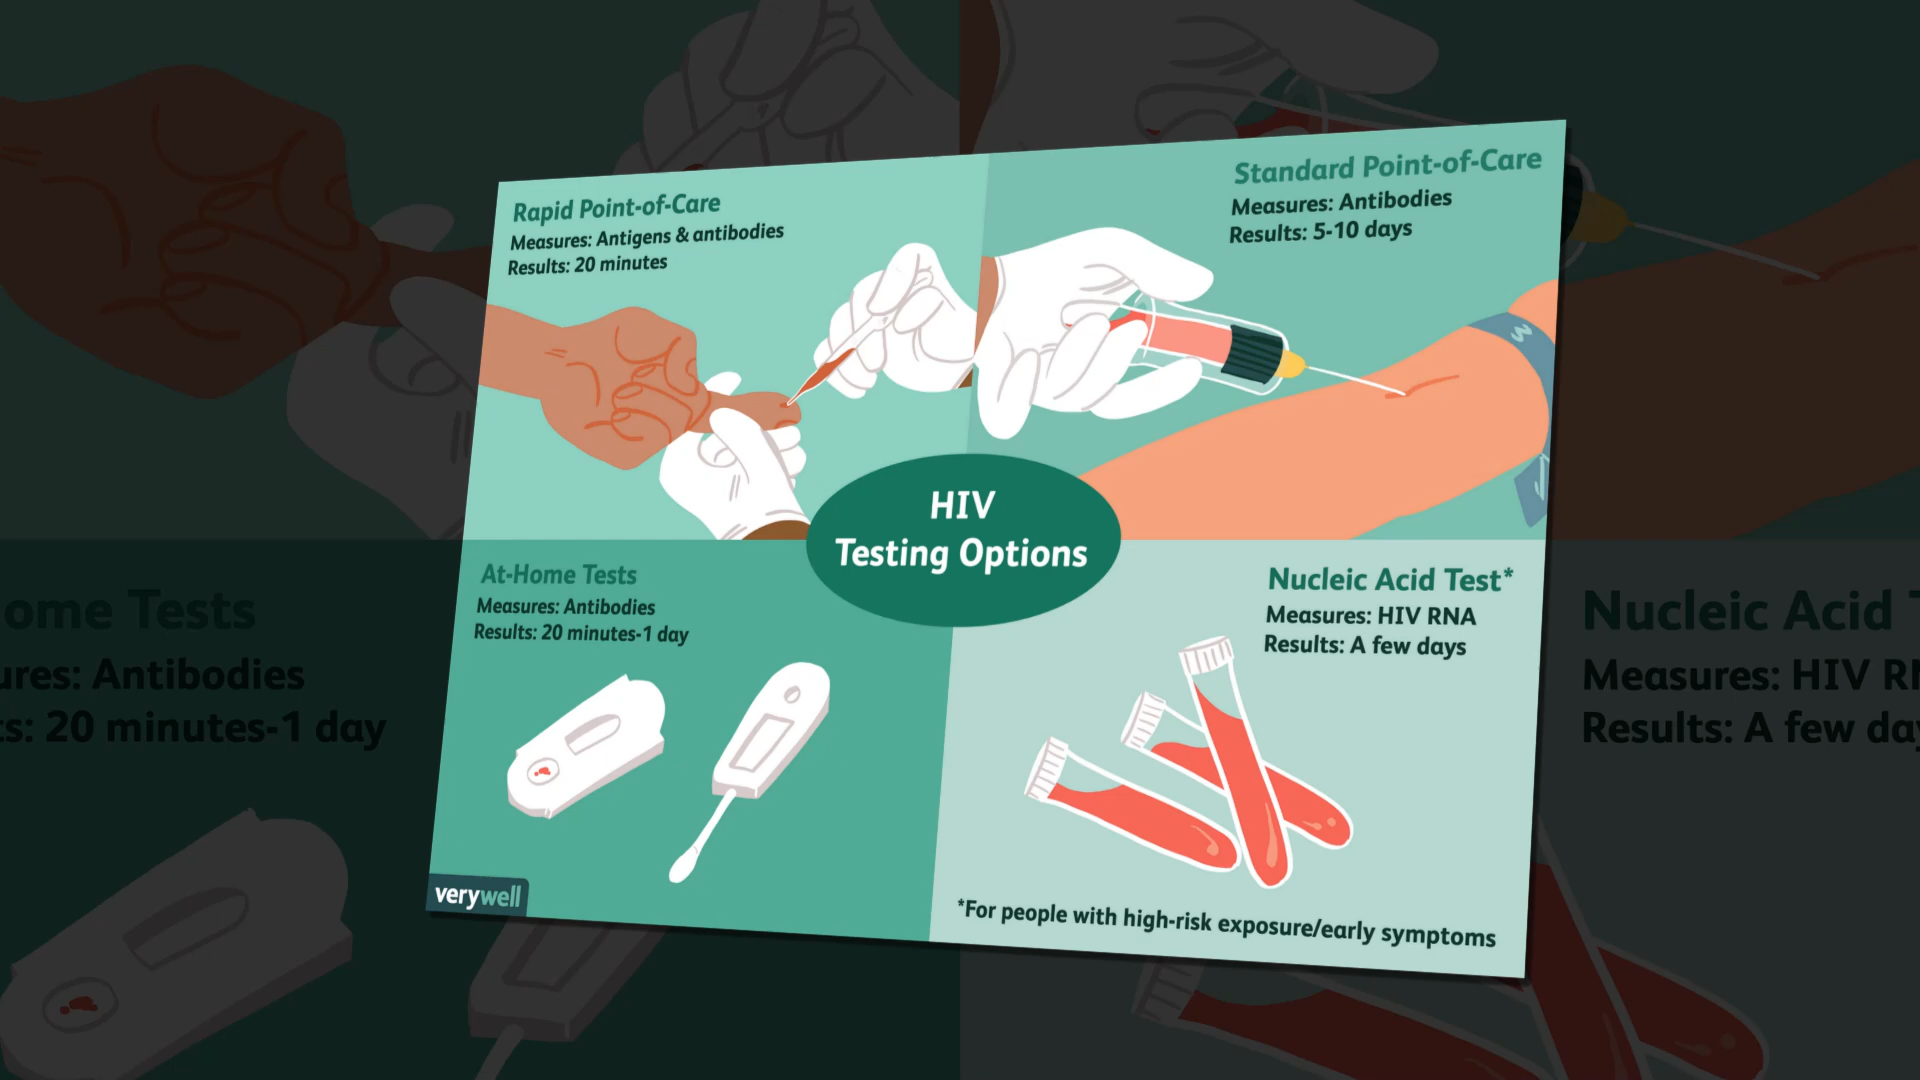 Rapid Point-of-Care
Measures: Antigens & antibodies
Results: 20 minutes
Standard Point-of-Care
Measures: Antibodies
Results: 5-10 days
HIV
Testing Options
At-Home Tests
Measures: Antibodies
Results: 20 minutes-1 day
Nucleic Acid Test*
Measures: HIV RNA
Results: A few days
*For people with high-risk exposure/early symptoms
verywell
ome Tests
ures: Antibodies
ts: 20 minutes-1 day
Nucleic Acid T
Measures: HIV RN
Results: A few day